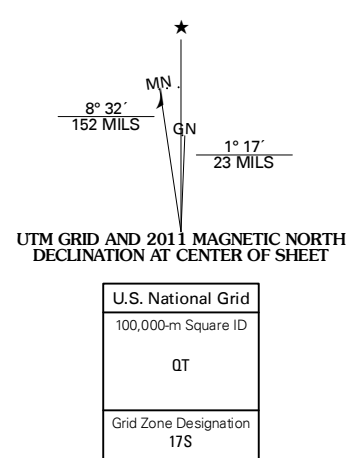 ★
MN
8° 32´
152 MILS
GN
1° 17´
23 MILS
UTM GRID AND 2011 MAGNETIC NORTH
DECLINATION AT CENTER OF SHEET
U.S. National Grid
100,000-m Square ID
QT
Grid Zone Designation
17S